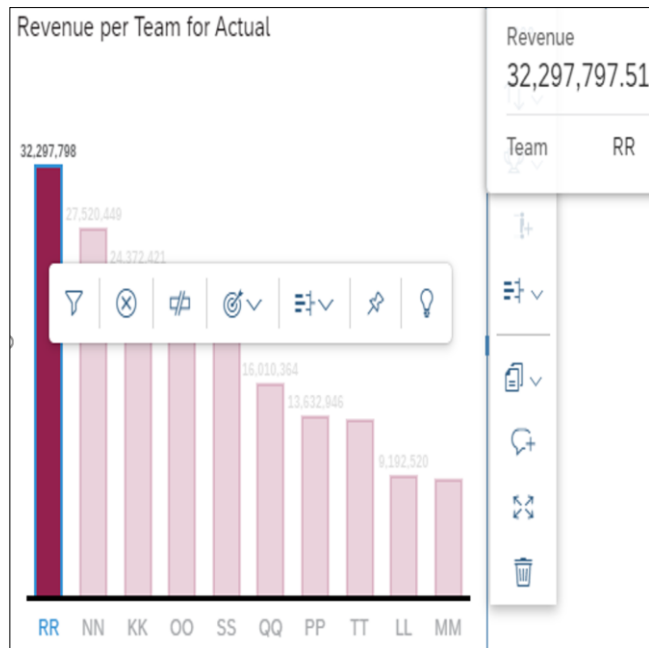 Revenue per Team for Actual
Revenue
32,297,797.51
Team RR
32,297,798
27,520,449
24,372,421
16,010,364
13,632,946
9,192,520
RR NN KK OO SS QQ PP TT LL MM